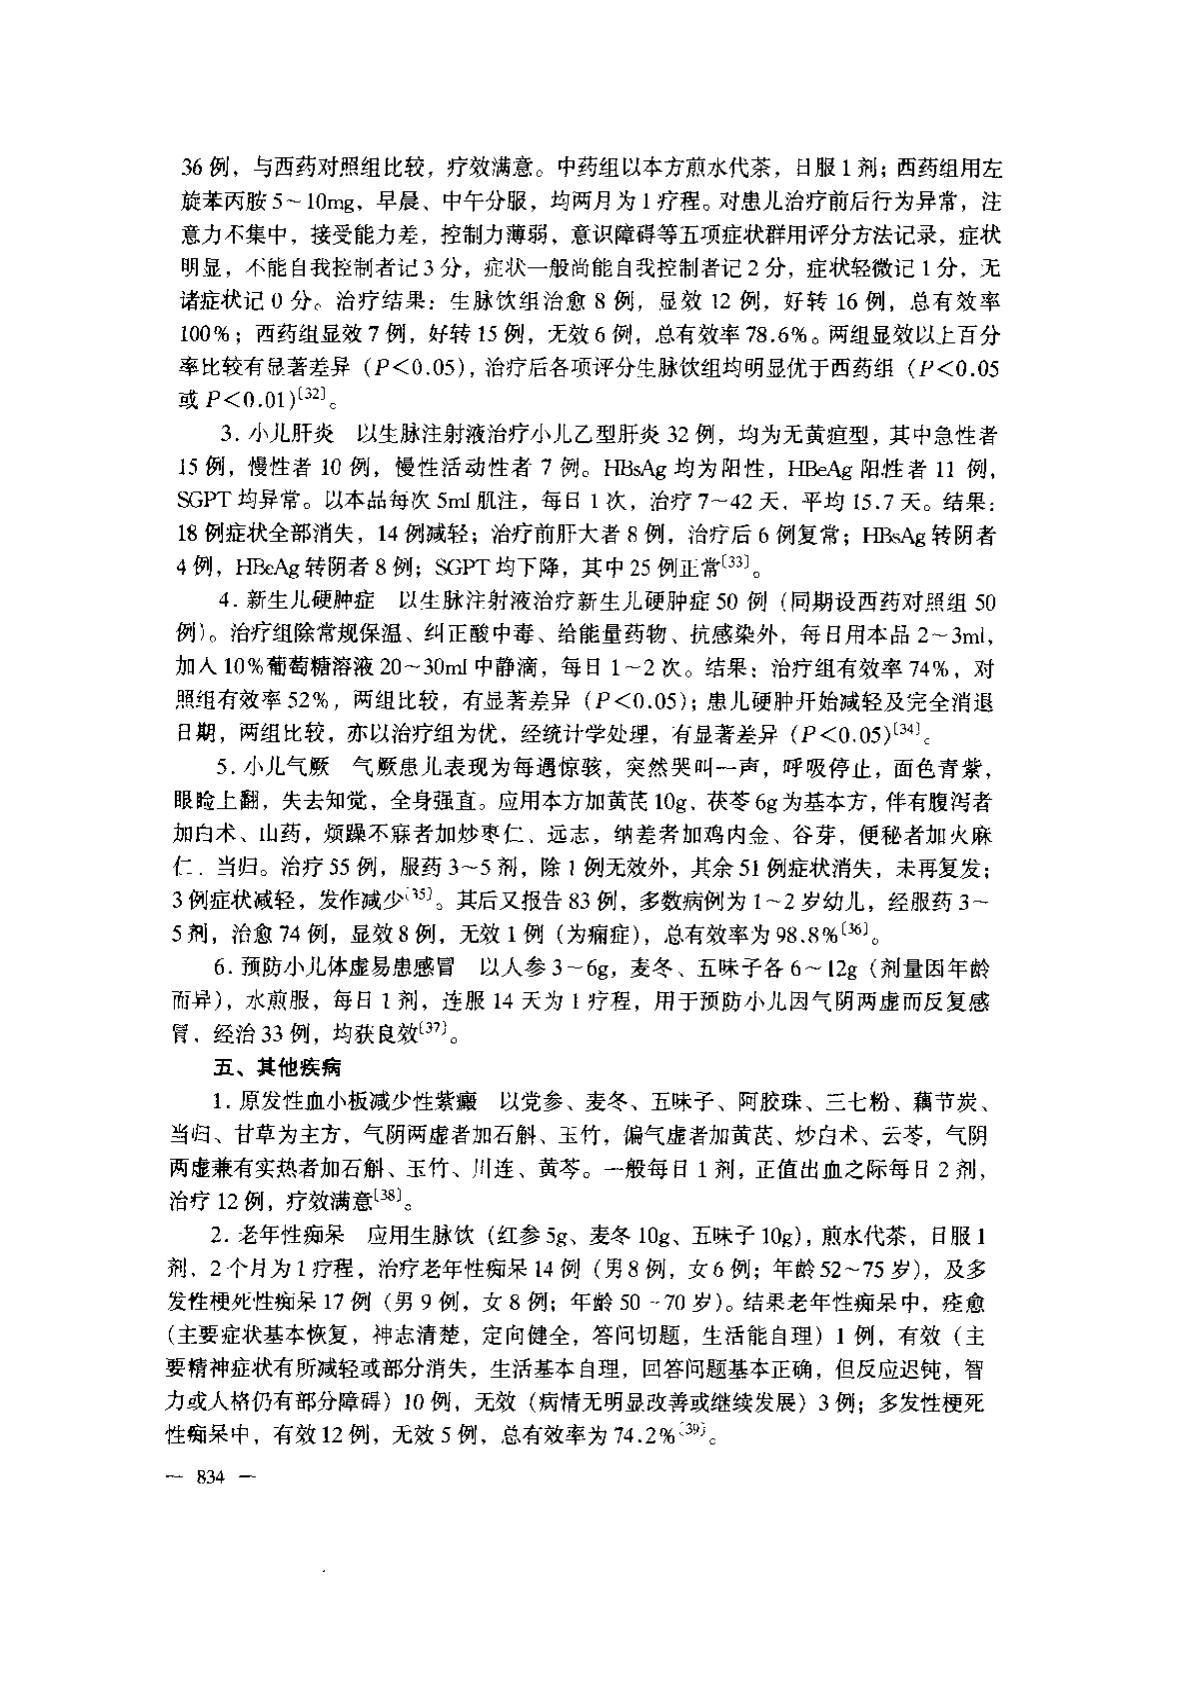 36 例，与西药对照组比较，疗效满意。中药组以本方煎水代茶，日服 1 剂；西药组用左
旋苯丙胺 5～10mg，早晨、中午分服，均两月为 1 疗程。对患儿治疗前后行为异常，注
意力不集中，接受能力差，控制力薄弱，意识障碍等五项症状群用评分方法记录，症状
明显，不能自我控制者记 3 分，症状一般尚能自我控制者记 2 分，症状轻微记 1 分，无
诸症状记 0 分。治疗结果：生脉饮组治愈 8 例，显效 12 例，好转 16 例，总有效率
100%；西药组显效 7 例，好转 15 例，无效 6 例，总有效率 78.6%。两组显效以上百分
率比较有显著差异（P＜0.05），治疗后各项评分生脉饮组均明显优于西药组（P＜0.05
或 P＜0.01）〔32〕。
3. 小儿肝炎　以生脉注射液治疗小儿乙型肝炎 32 例，均为无黄疸型，其中急性者
15 例，慢性者 10 例，慢性活动性者 7 例。HBsAg 均为阳性，HBeAg 阳性者 11 例，
SGPT 均异常。以本品每次 5ml 肌注，每日 1 次，治疗 7～42 天，平均 15.7 天。结果：
18 例症状全部消失，14 例减轻；治疗前肝大者 8 例，治疗后 6 例复常；HBsAg 转阴者
4 例，HBeAg 转阴者 8 例；SGPT 均下降，其中 25 例正常〔33〕。
4. 新生儿硬肿症　以生脉注射液治疗新生儿硬肿症 50 例（同期设西药对照组 50
例）。治疗组除常规保温、纠正酸中毒、给能量药物、抗感染外，每日用本品 2～3ml，
加入 10%葡萄糖溶液 20～30ml 中静滴，每日 1～2 次。结果：治疗组有效率 74%，对
照组有效率 52%，两组比较，有显著差异（P＜0.05）；患儿硬肿开始减轻及完全消退
日期，两组比较，亦以治疗组为优，经统计学处理，有显著差异（P＜0.05）〔34〕。
5. 小儿气厥　气厥患儿表现为每遇惊骇，突然哭叫一声，呼吸停止，面色青紫，
眼睑上翻，失去知觉，全身强直。应用本方加黄芪 10g、茯苓 6g 为基本方，伴有腹泻者
加白术、山药，烦躁不寐者加炒枣仁、远志，纳差者加鸡内金、谷芽，便秘者加火麻
仁、当归。治疗 55 例，服药 3～5 剂，除 1 例无效外，其余 51 例症状消失，未再复发；
3 例症状减轻，发作减少〔35〕。其后又报告 83 例，多数病例为 1～2 岁幼儿，经服药 3～
5 剂，治愈 74 例，显效 8 例，无效 1 例（为痫症），总有效率为 98.8%〔36〕。
6. 预防小儿体虚易患感冒　以人参 3～6g，麦冬、五味子各 6～12g（剂量因年龄
而异），水煎服，每日 1 剂，连服 14 天为 1 疗程，用于预防小儿因气阴两虚而反复感
冒，经治 33 例，均获良效〔37〕。
五、其他疾病
1. 原发性血小板减少性紫癜　以党参、麦冬、五味子、阿胶珠、三七粉、藕节炭、
当归、甘草为主方，气阴两虚者加石斛、玉竹，偏气虚者加黄芪、炒白术、云苓，气阴
两虚兼有实热者加石斛、玉竹、川连、黄芩。一般每日 1 剂，正值出血之际每日 2 剂，
治疗 12 例，疗效满意〔38〕。
2. 老年性痴呆　应用生脉饮（红参 5g、麦冬 10g、五味子 10g），煎水代茶，日服 1
剂，2 个月为 1 疗程，治疗老年性痴呆 14 例（男 8 例，女 6 例；年龄 52～75 岁），及多
发性梗死性痴呆 17 例（男 9 例，女 8 例；年龄 50～70 岁）。结果老年性痴呆中，痊愈
（主要症状基本恢复，神志清楚，定向健全，答问切题，生活能自理）1 例，有效（主
要精神症状有所减轻或部分消失，生活基本自理，回答问题基本正确，但反应迟钝，智
力或人格仍有部分障碍）10 例，无效（病情无明显改善或继续发展）3 例；多发性梗死
性痴呆中，有效 12 例，无效 5 例，总有效率为 74.2%〔39〕。
— 834 —